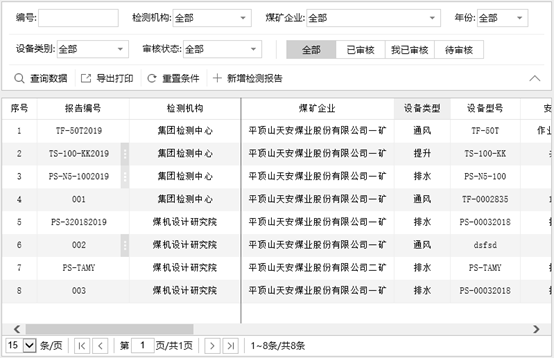 编号: 检测机构: 全部 煤矿企业: 全部 年份: 全部
设备类别: 全部 审核状态: 全部 全部 已审核 我已审核 待审核
查询数据 导出打印 重置条件 新增检测报告
序号 报告编号 检测机构 煤矿企业 设备类型 设备型号 安
1 TF-50T2019 集团检测中心 平顶山天安煤业股份有限公司一矿 通风 TF-50T 作业
2 TS-100-KK2019 集团检测中心 平顶山天安煤业股份有限公司一矿 提升 TS-100-KK
3 PS-N5-1002019 集团检测中心 平顶山天安煤业股份有限公司一矿 排水 PS-N5-100
4 001 集团检测中心 平顶山天安煤业股份有限公司一矿 通风 TF-0002835
5 PS-320182019 煤机设计研究院 平顶山天安煤业股份有限公司一矿 排水 PS-00032018
6 002 煤机设计研究院 平顶山天安煤业股份有限公司一矿 通风 dsfsd
7 PS-TAMY 煤机设计研究院 平顶山天安煤业股份有限公司二矿 排水 PS-TAMY
8 003 煤机设计研究院 平顶山天安煤业股份有限公司一矿 排水 PS-00032018
15 条/页 第 1 页/共1页 1~8条/共8条